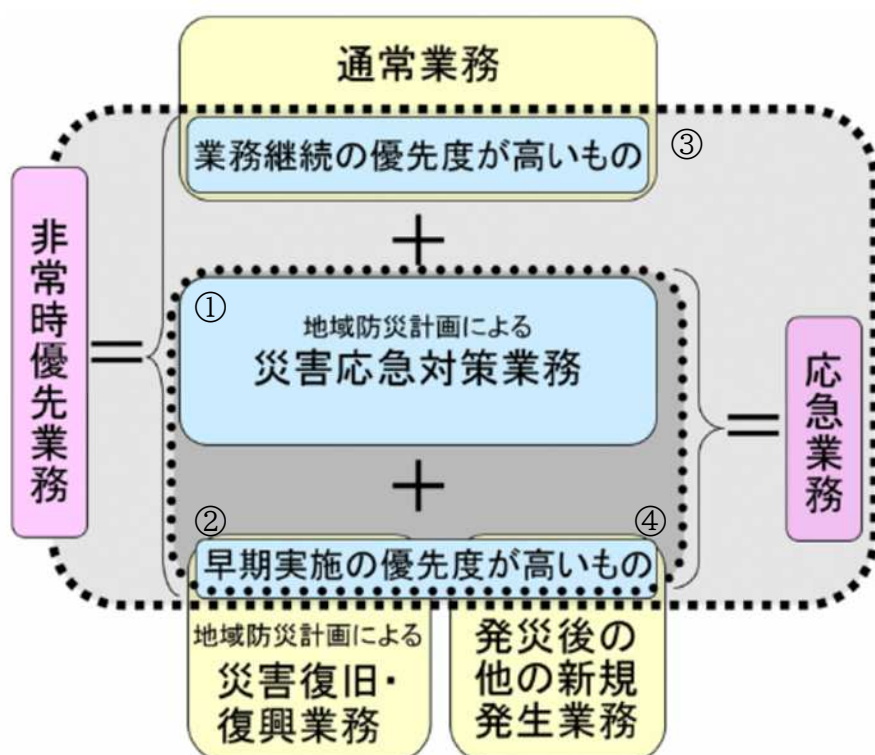 通常業務
業務継続の優先度が高いもの
③
非常時優先業務
＝
＋
①
地域防災計画による
災害応急対策業務
＝
応急業務
＋
②
④
早期実施の優先度が高いもの
地域防災計画による
災害復旧・
復興業務
発災後の
他の新規
発生業務